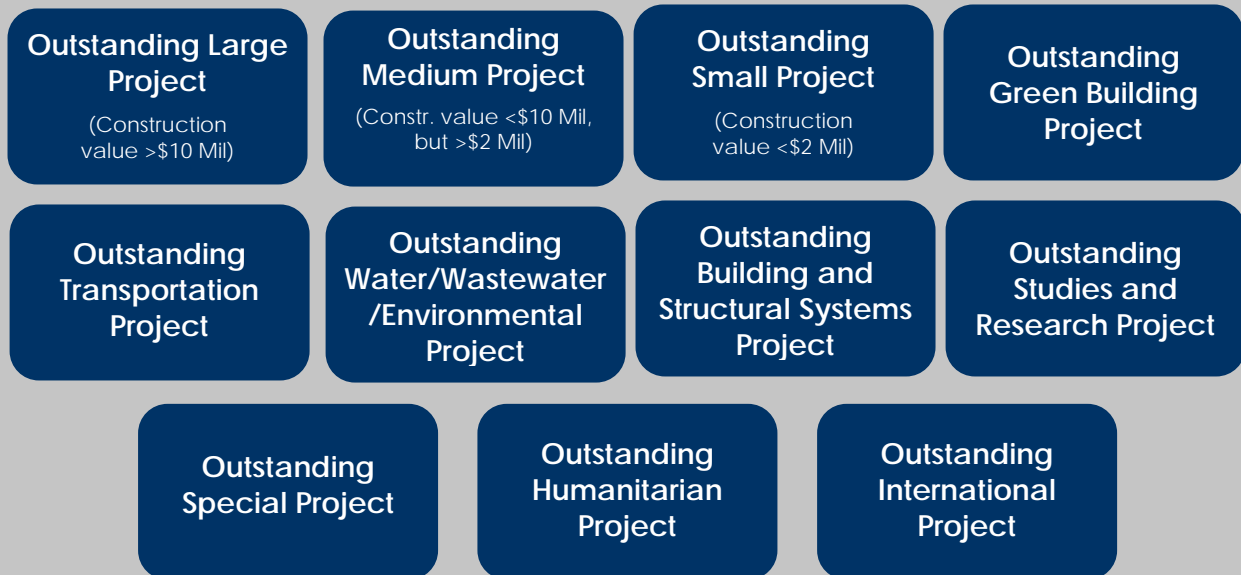 Outstanding Large
Project
(Construction
value >$10 Mil)
Outstanding
Medium Project
(Constr. value <$10 Mil,
but >$2 Mil)
Outstanding
Small Project
(Construction
value <$2 Mil)
Outstanding
Green Building
Project
Outstanding
Transportation
Project
Outstanding
Water/Wastewater
/Environmental
Project
Outstanding
Building and
Structural Systems
Project
Outstanding
Studies and
Research Project
Outstanding
Special Project
Outstanding
Humanitarian
Project
Outstanding
International
Project